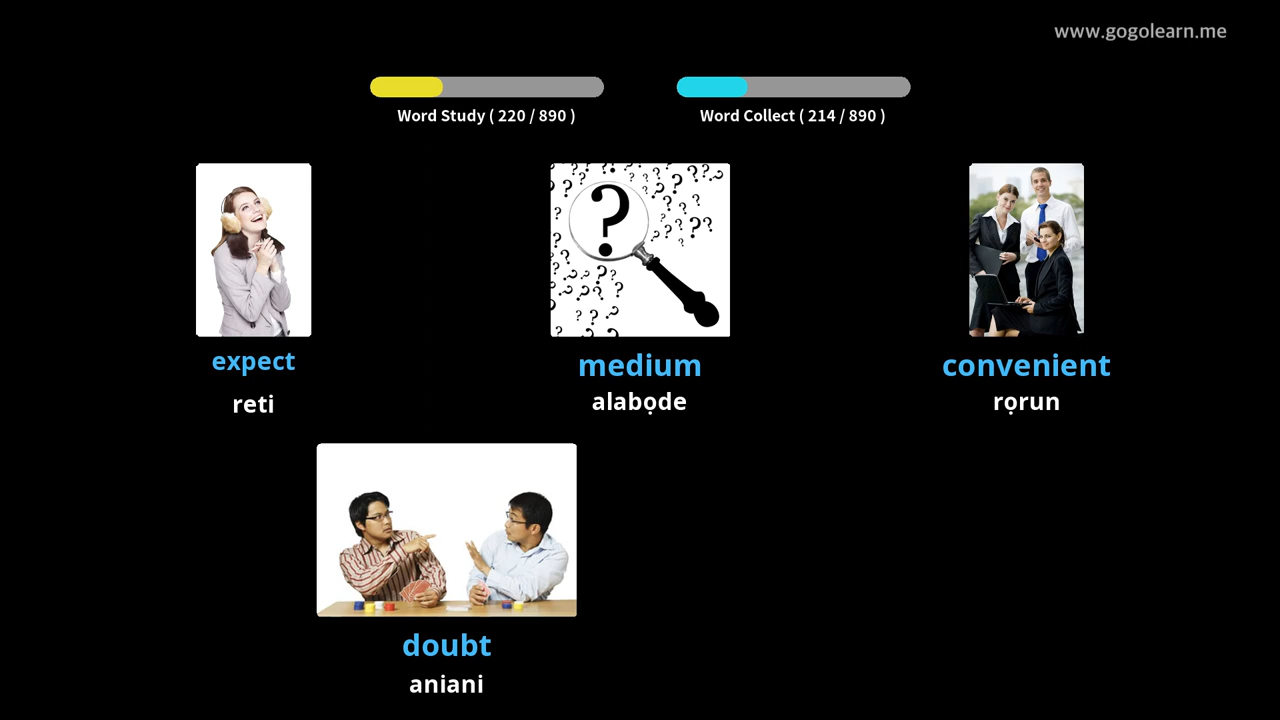 www.gogolearn.me
Word Study ( 220 / 890 )
Word Collect ( 214 / 890 )
expect
reti
medium
alabọde
convenient
rọrun
doubt
aniani